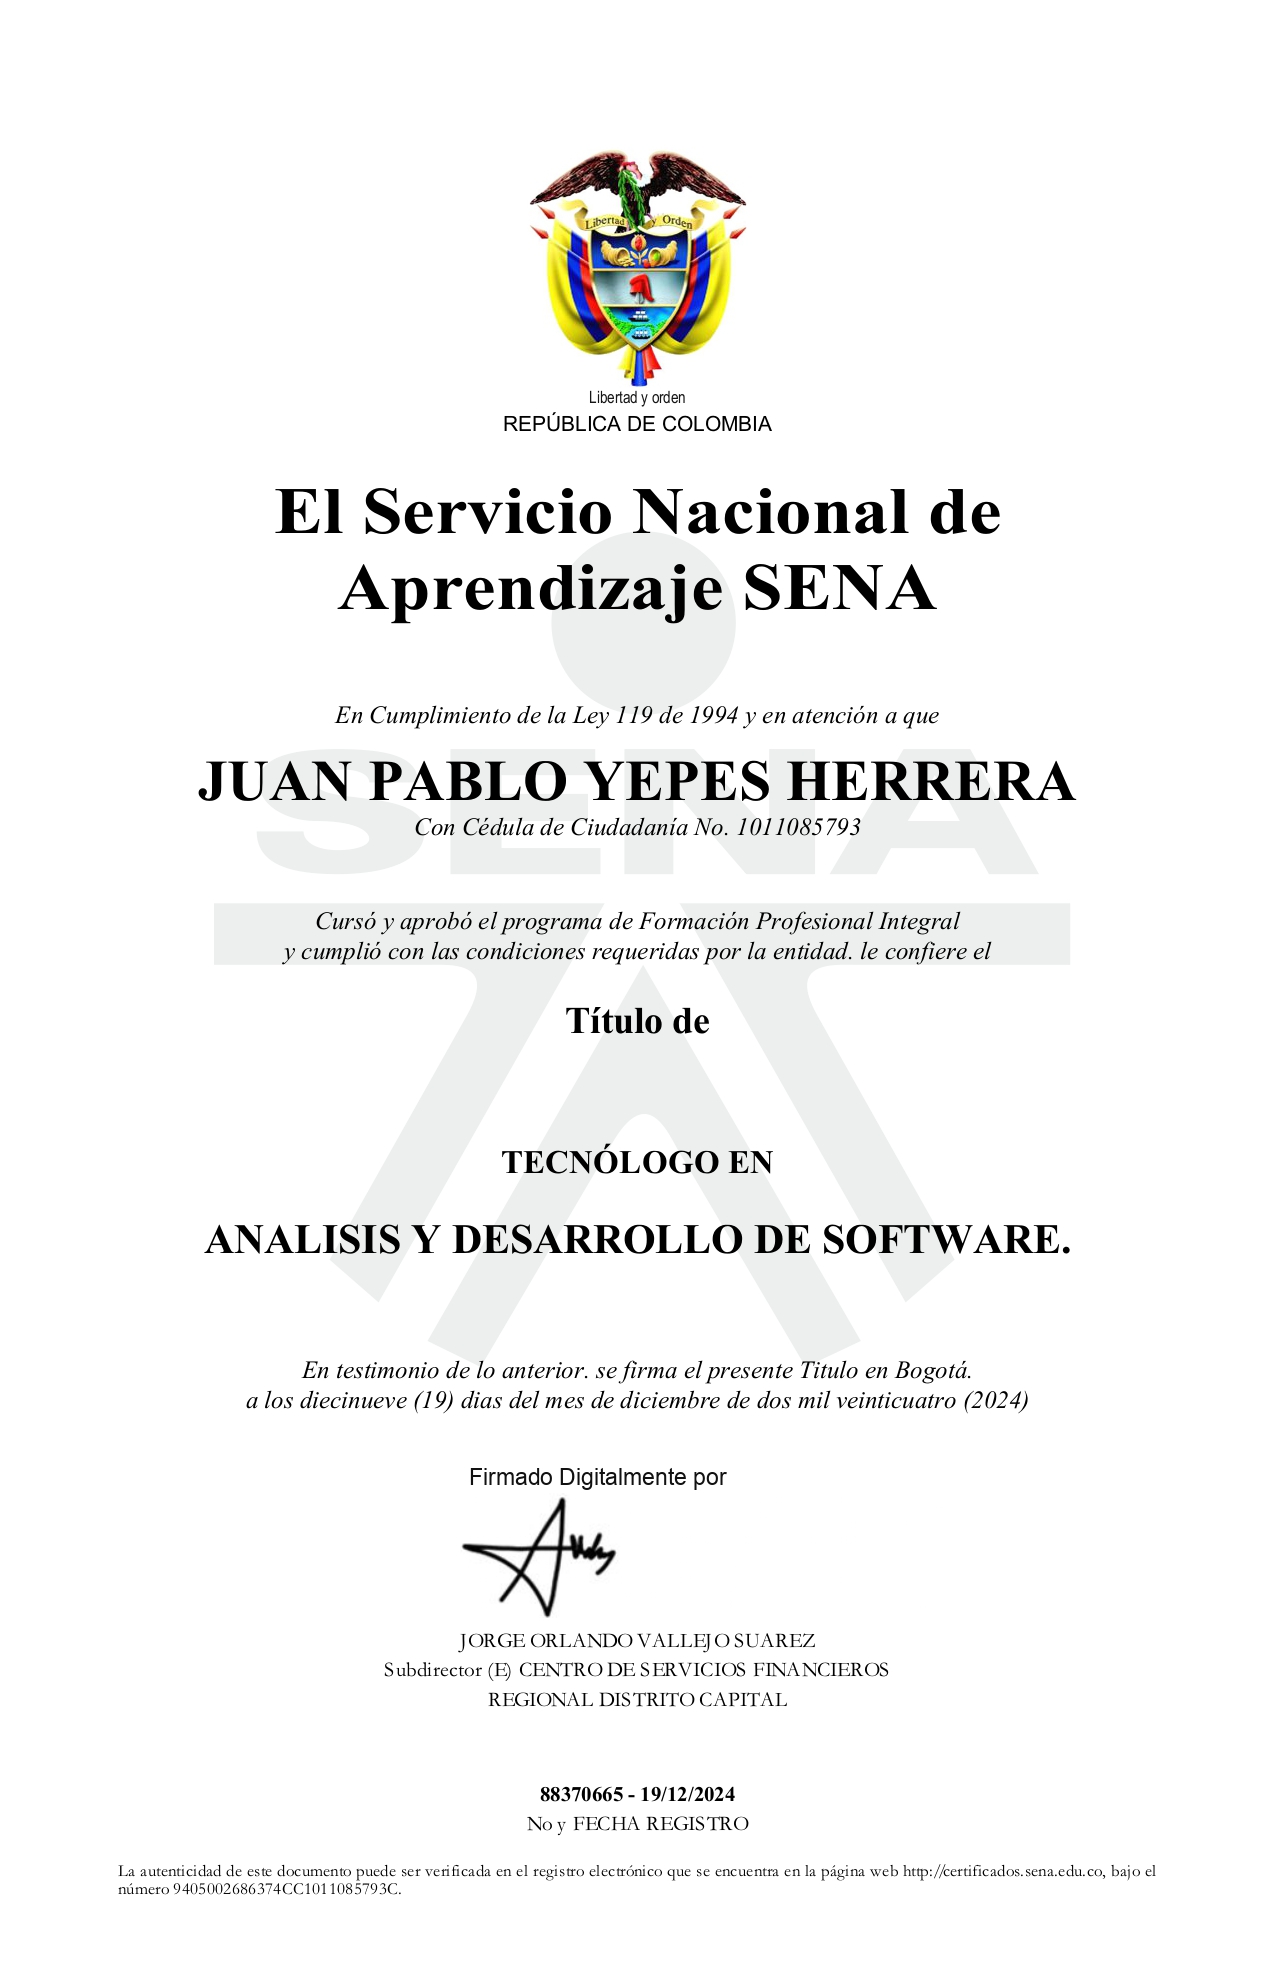 Libertad y Orden
Libertad y orden
REPÚBLICA DE COLOMBIA
El Servicio Nacional de
Aprendizaje SENA
En Cumplimiento de la Ley 119 de 1994 y en atención a que
SENA
JUAN PABLO YEPES HERRERA
Con Cédula de Ciudadanía No. 1011085793
Cursó y aprobó el programa de Formación Profesional Integral
y cumplió con las condiciones requeridas por la entidad. le confiere el
Título de
TECNÓLOGO EN
ANALISIS Y DESARROLLO DE SOFTWARE.
En testimonio de lo anterior. se firma el presente Titulo en Bogotá.
a los diecinueve (19) dias del mes de diciembre de dos mil veinticuatro (2024)
Firmado Digitalmente por
JORGE ORLANDO VALLEJO SUAREZ
Subdirector (E) CENTRO DE SERVICIOS FINANCIEROS
REGIONAL DISTRITO CAPITAL
88370665 - 19/12/2024
No y FECHA REGISTRO
La autenticidad de este documento puede ser verificada en el registro electrónico que se encuentra en la página web http://certificados.sena.edu.co, bajo el
número 9405002686374CC1011085793C.